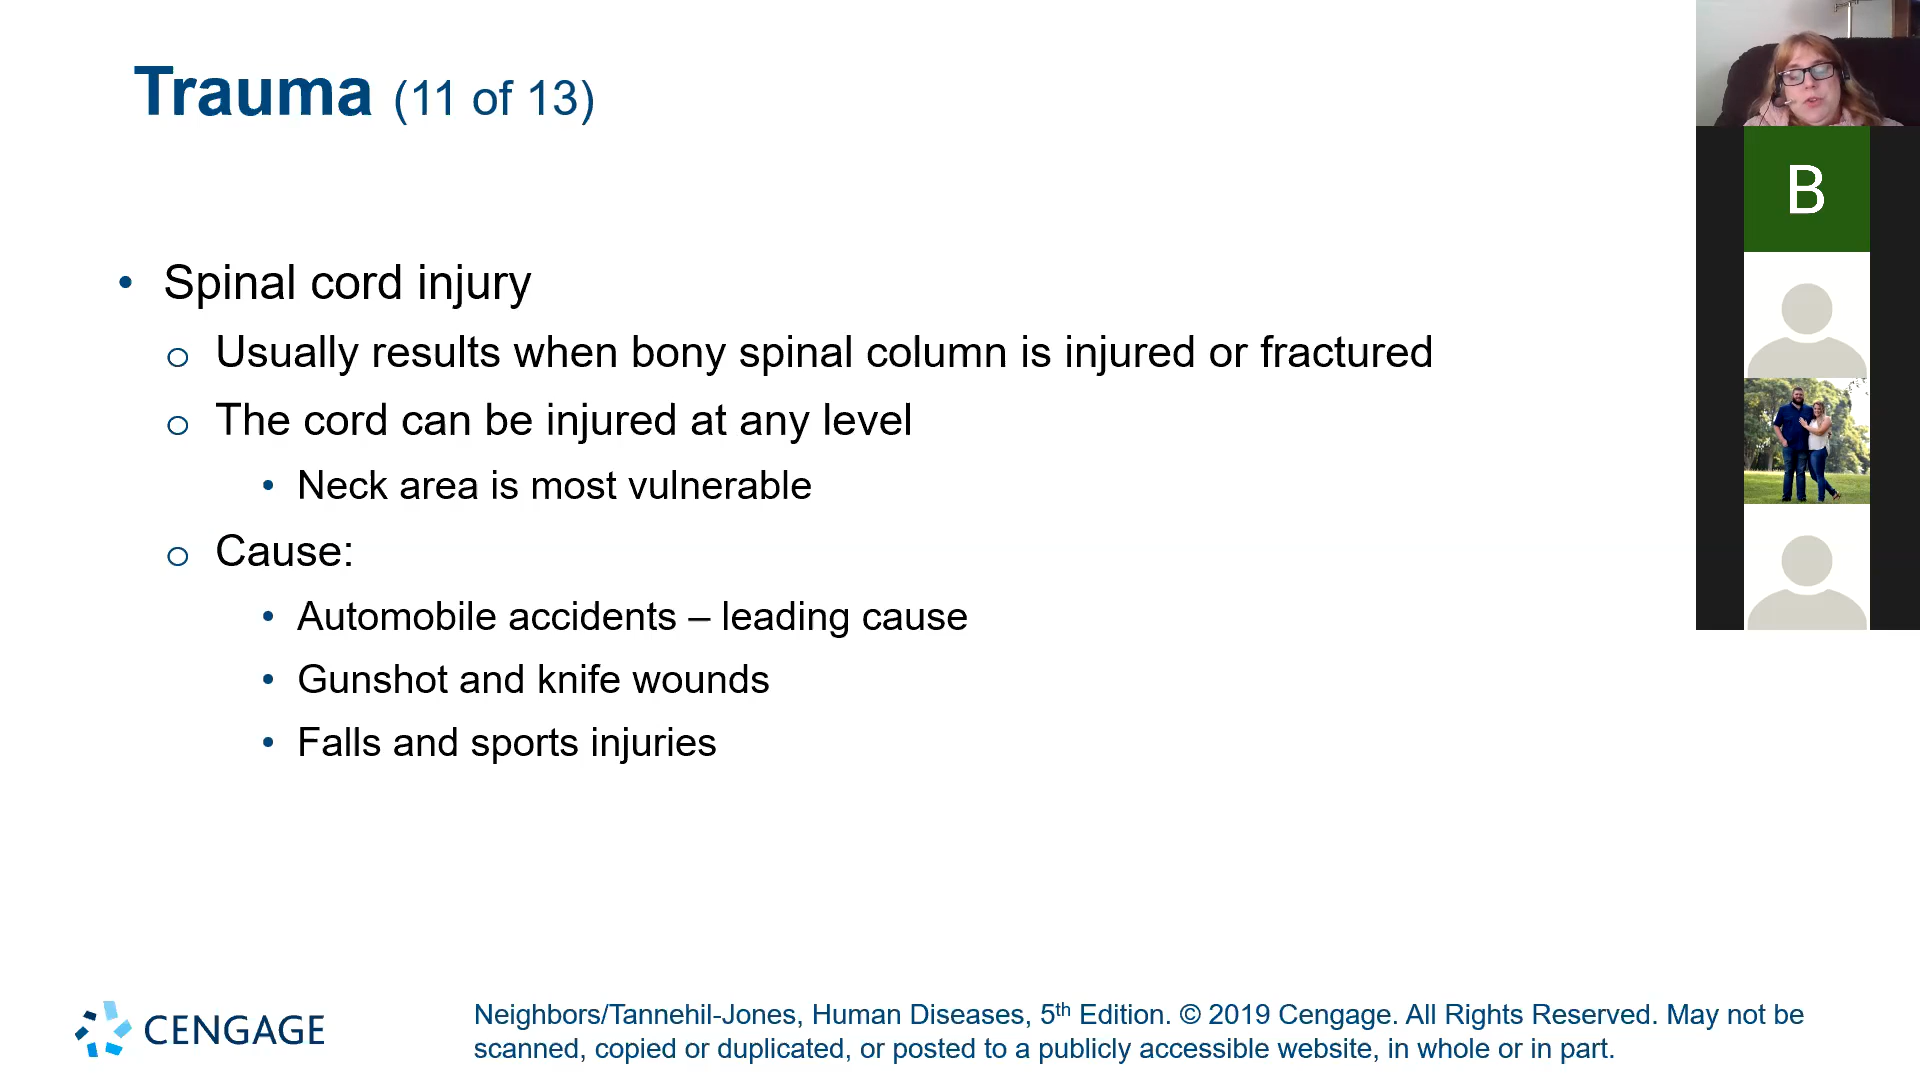 Trauma (11 of 13)
B
• Spinal cord injury
o Usually results when bony spinal column is injured or fractured
o The cord can be injured at any level
• Neck area is most vulnerable
o Cause:
• Automobile accidents – leading cause
• Gunshot and knife wounds
• Falls and sports injuries
CENGAGE
Neighbors/Tannehil-Jones, Human Diseases, 5th Edition. © 2019 Cengage. All Rights Reserved. May not be
scanned, copied or duplicated, or posted to a publicly accessible website, in whole or in part.